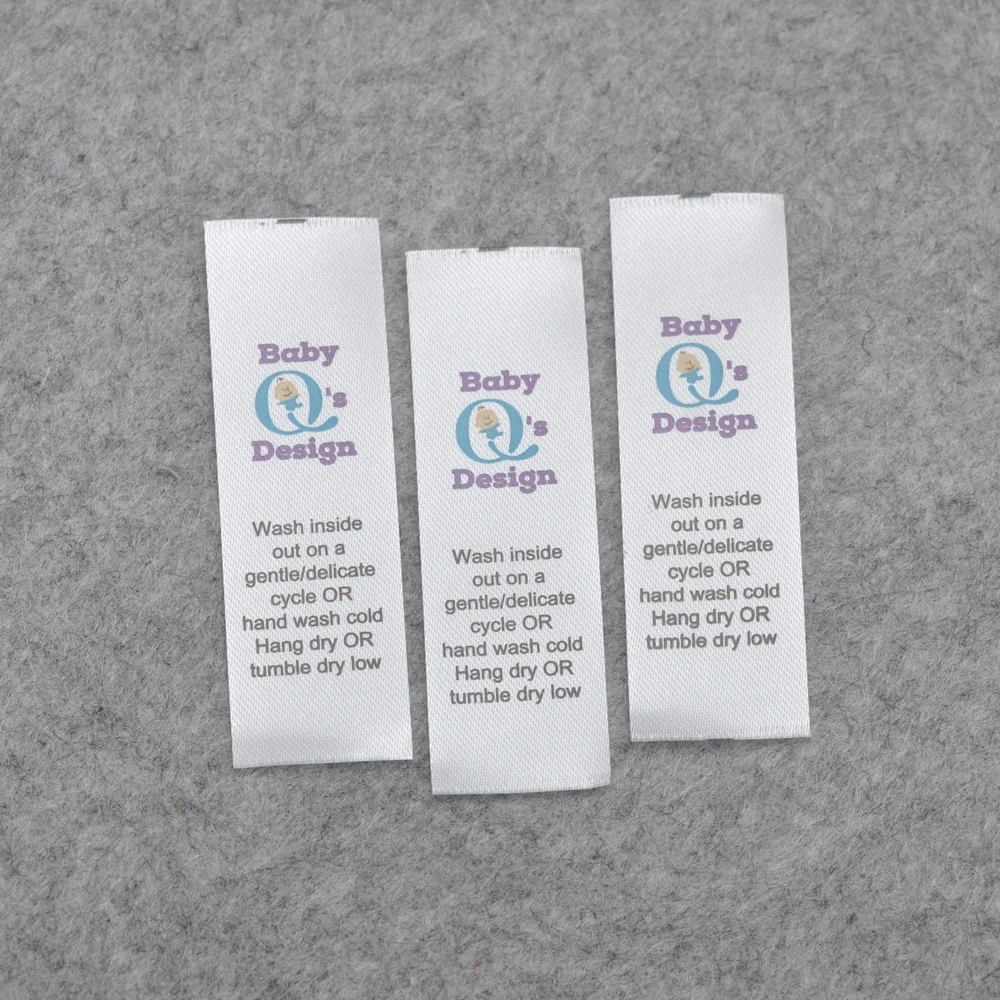 Baby
Q's
Design
Wash inside
out on a
gentle/delicate
cycle OR
hand wash cold
Hang dry OR
tumble dry low
Baby
Q's
Design
Wash inside
out on a
gentle/delicate
cycle OR
hand wash cold
Hang dry OR
tumble dry low
Baby
Q's
Design
Wash inside
out on a
gentle/delicate
cycle OR
hand wash cold
Hang dry OR
tumble dry low